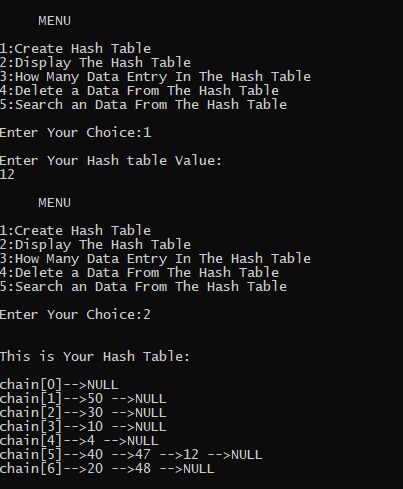 MENU
1:Create Hash Table
2:Display The Hash Table
3:How Many Data Entry In The Hash Table
4:Delete a Data From The Hash Table
5:Search an Data From The Hash Table
Enter Your Choice:1
Enter Your Hash table Value:
12
MENU
1:Create Hash Table
2:Display The Hash Table
3:How Many Data Entry In The Hash Table
4:Delete a Data From The Hash Table
5:Search an Data From The Hash Table
Enter Your Choice:2
This is Your Hash Table:
chain[0]-->NULL
chain[1]-->50 -->NULL
chain[2]-->30 -->NULL
chain[3]-->10 -->NULL
chain[4]-->4 -->NULL
chain[5]-->40 -->47 -->12 -->NULL
chain[6]-->20 -->48 -->NULL